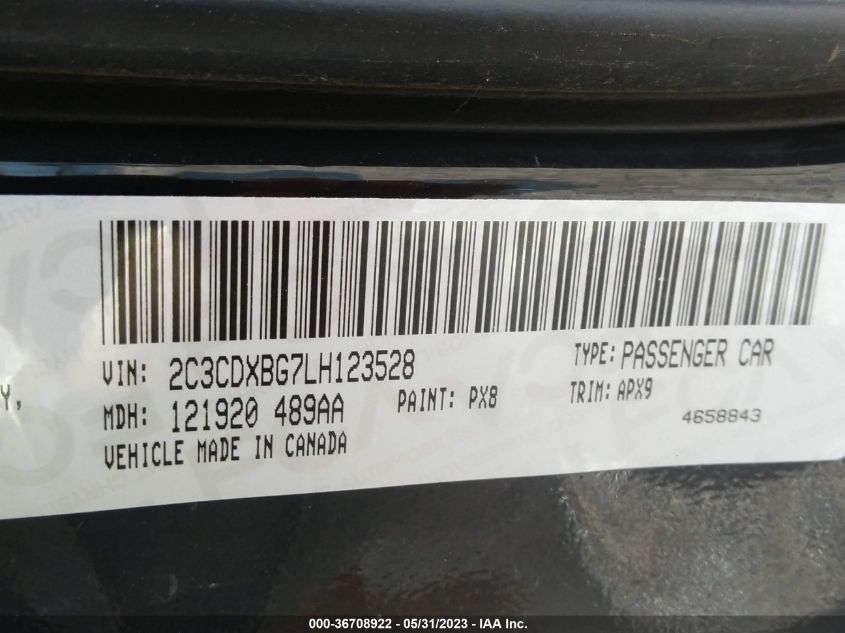 VIN: 2C3CDXBG7LH123528 TYPE: PASSENGER CAR
Y, MDH: 121920 489AA PAINT: PX8 TRIM: APX9
4658843
VEHICLE MADE IN CANADA
000-36708922 - 05/31/2023 - IAA Inc.